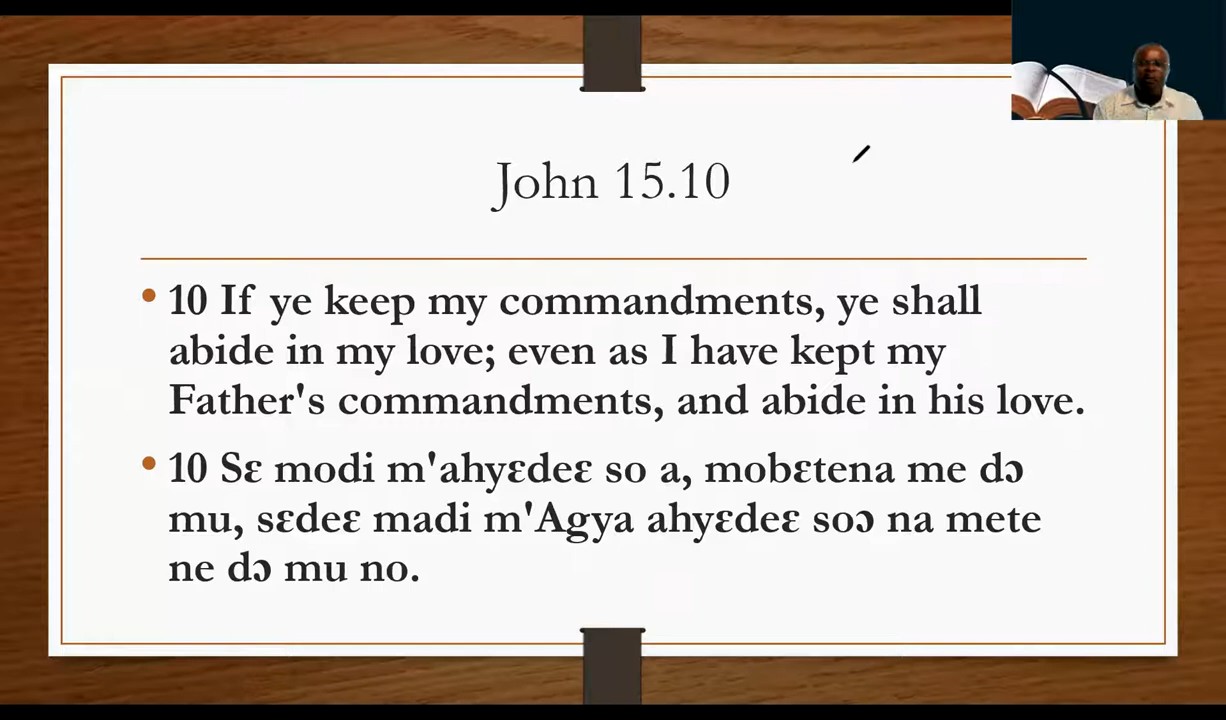 John 15.10
• 10 If ye keep my commandments, ye shall
abide in my love; even as I have kept my
Father's commandments, and abide in his love.
• 10 Sɛ modi m'ahyɛdeɛ so a, mobɛtena me dɔ
mu, sɛdeɛ madi m'Agya ahyɛdeɛ soɔ na mete
ne dɔ mu no.